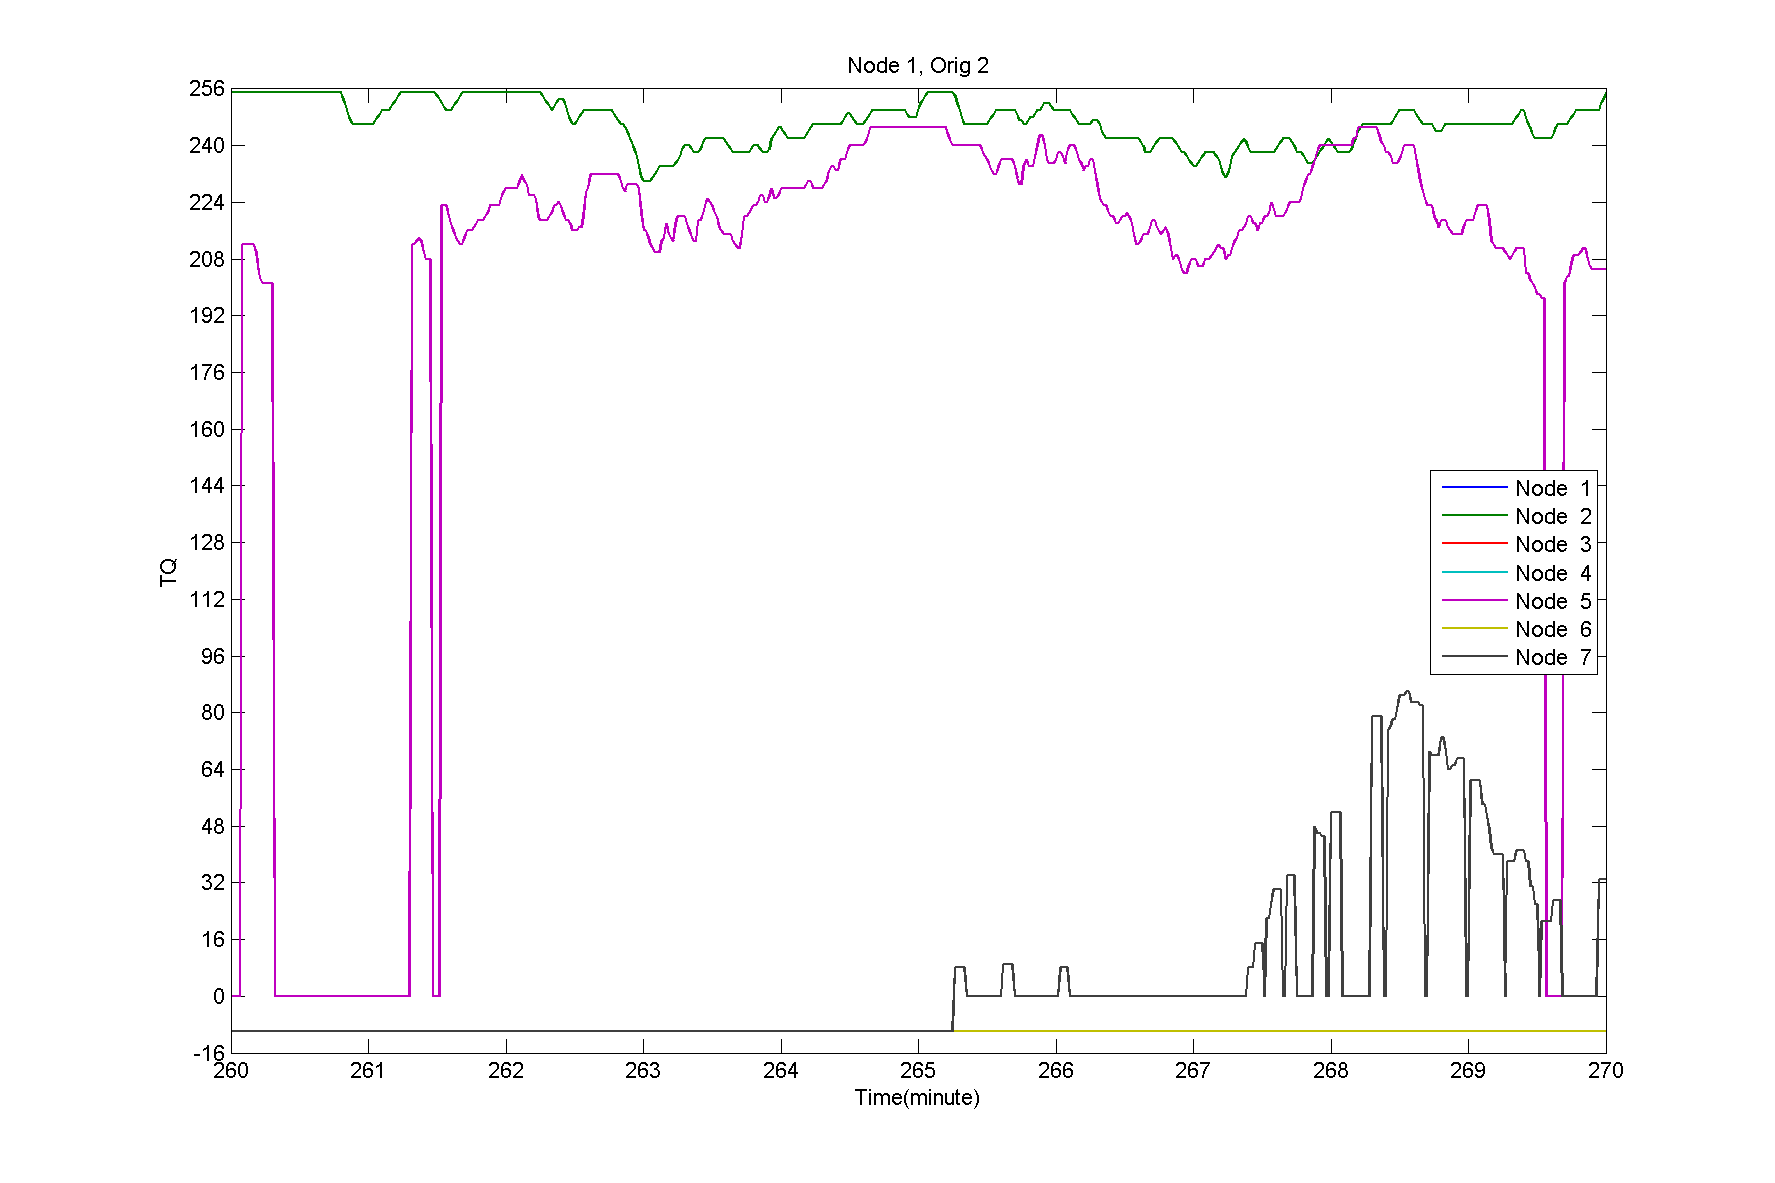 Node 1, Orig 2
256
240
224
208
192
176
160
144
128
112
96
80
64
48
32
16
0
-16
TQ
Node 1
Node 2
Node 3
Node 4
Node 5
Node 6
Node 7
260 261 262 263 264 265 266 267 268 269 270
Time(minute)